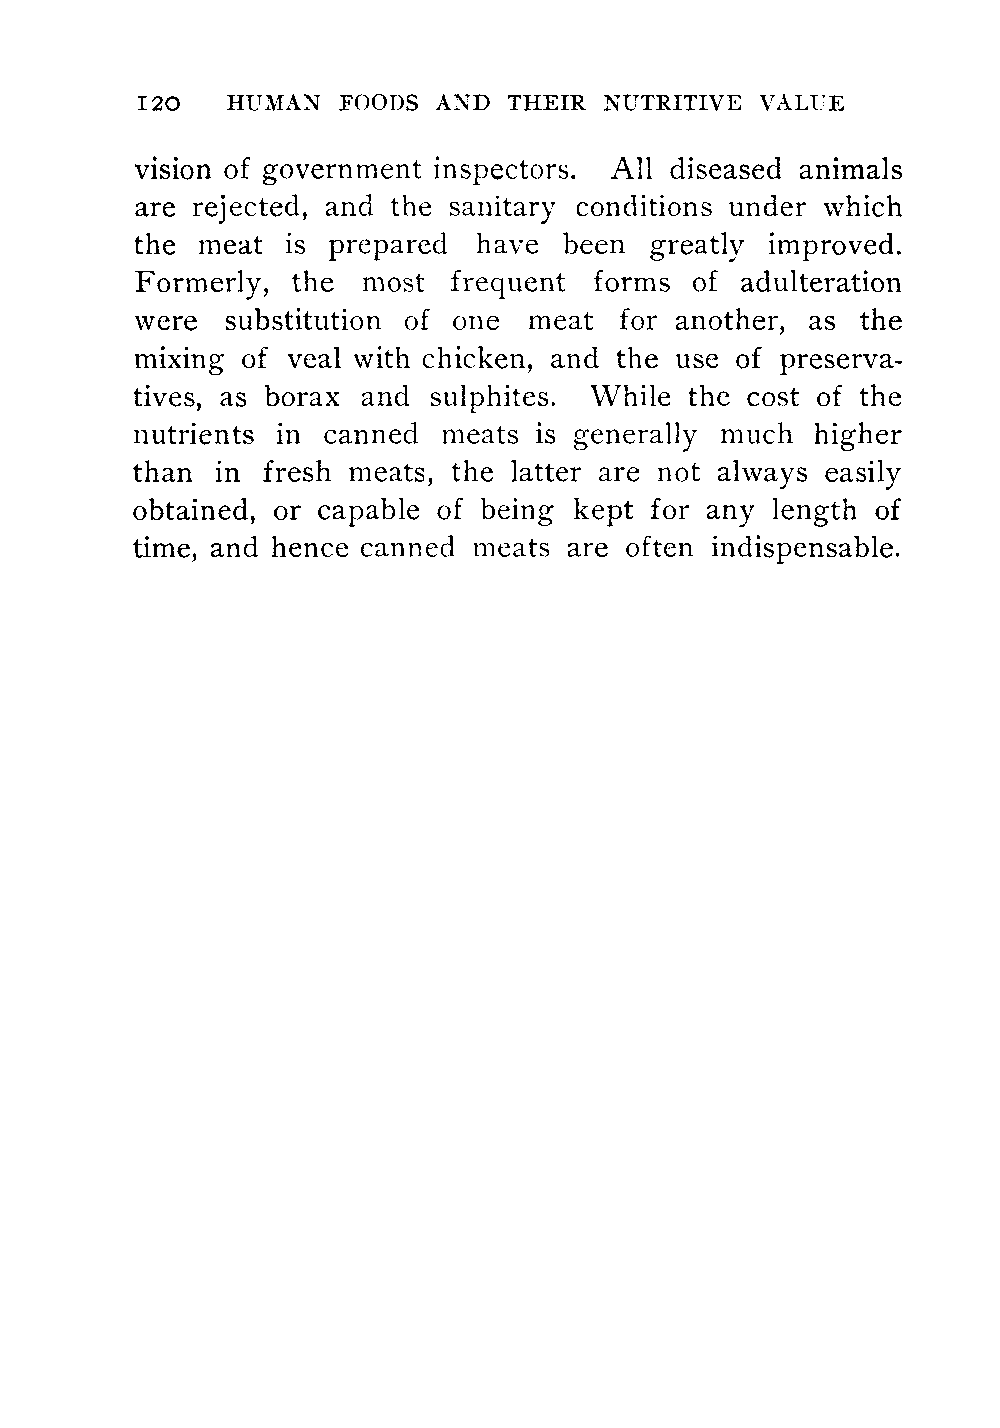 120 HUMAN FOODS AND THEIR NUTRITIVE VALUE
vision of government inspectors. All diseased animals
are rejected, and the sanitary conditions under which
the meat is prepared have been greatly improved.
Formerly, the most frequent forms of adulteration
were substitution of one meat for another, as the
mixing of veal with chicken, and the use of preserva-
tives, as borax and sulphites. While the cost of the
nutrients in canned meats is generally much higher
than in fresh meats, the latter are not always easily
obtained, or capable of being kept for any length of
time, and hence canned meats are often indispensable.